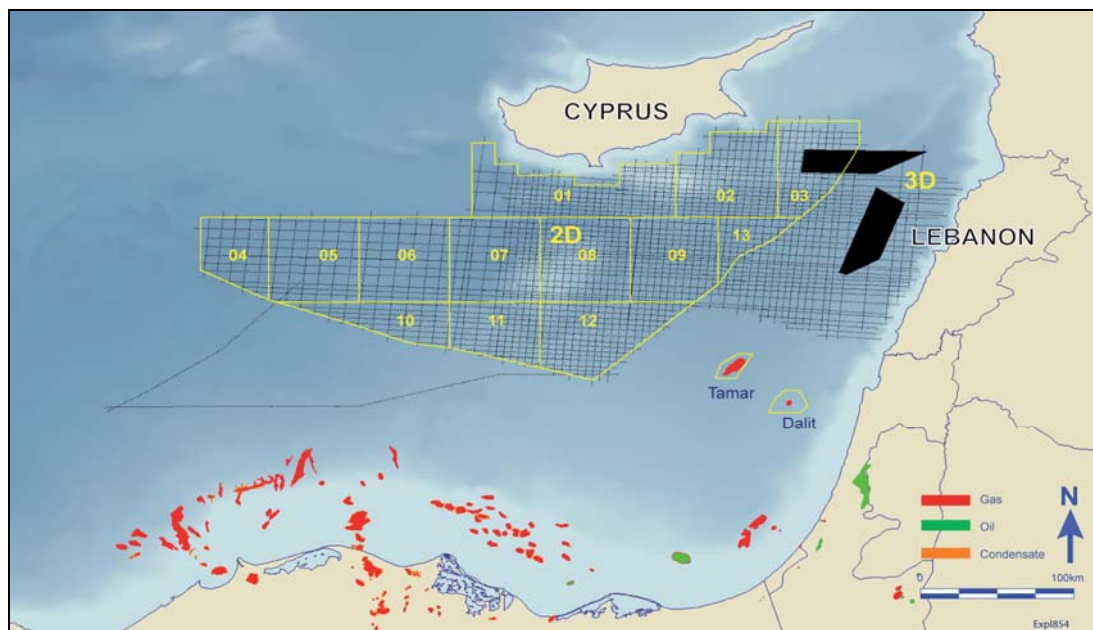 CYPRUS
01
02
03
3D
LEBANON
04
05
06
07
2D
08
09
13
10
11
12
Tamar
Dalit
Gas
Oil
Condensate
N
0
100km
Expl854